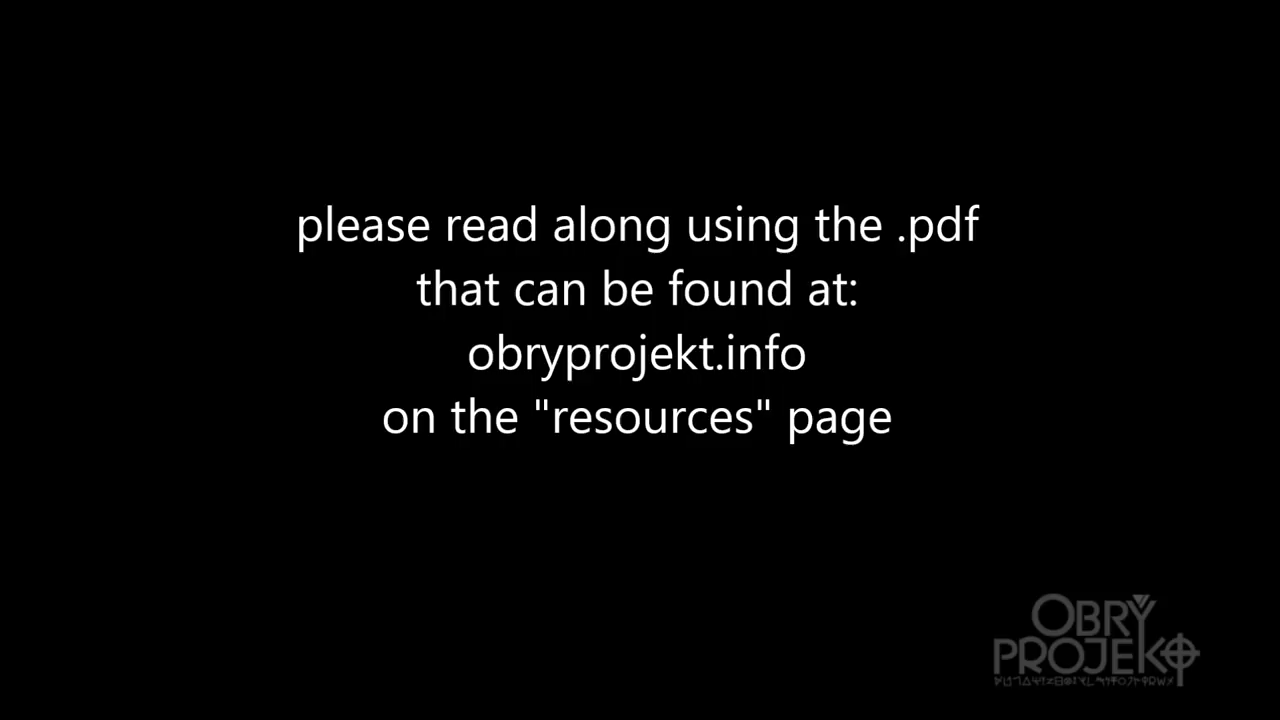 please read along using the .pdf
that can be found at:
obryprojekt.info
on the "resources" page
OBRY
PROJEKT